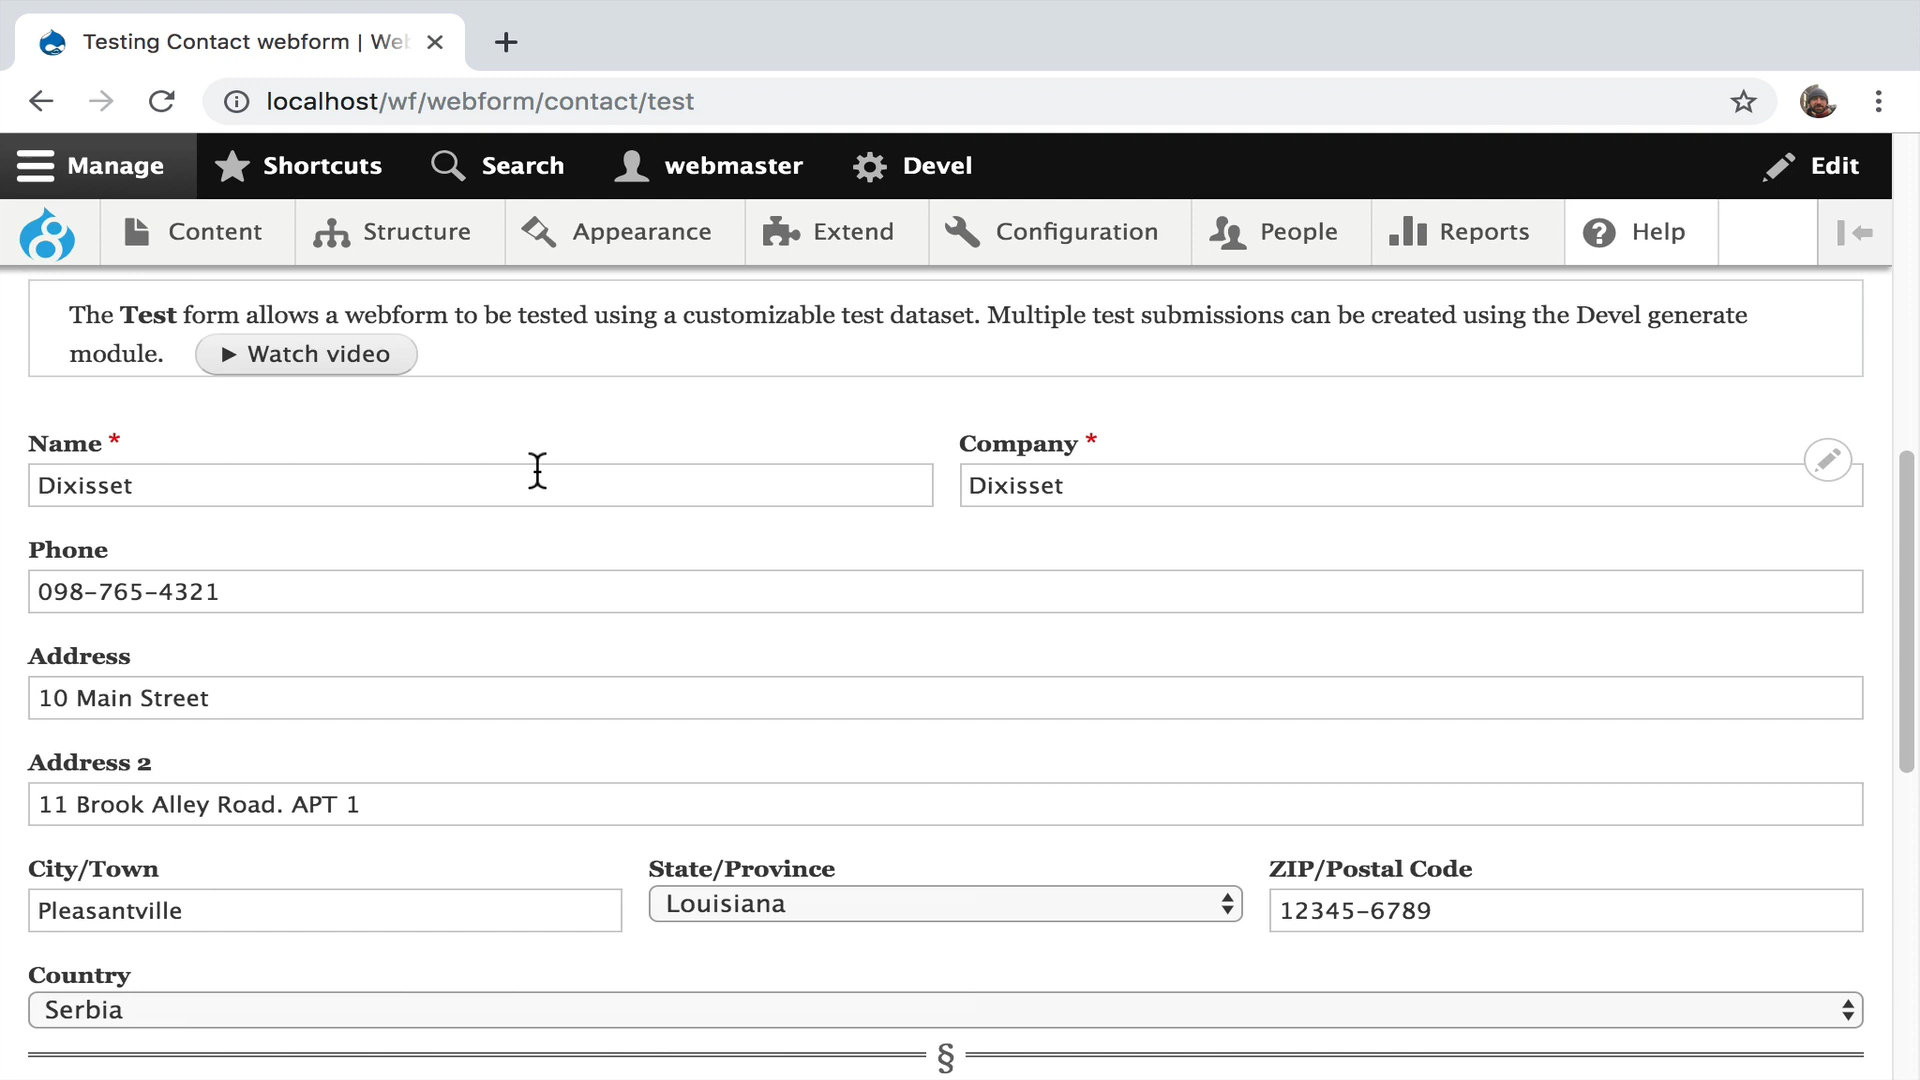 Testing Contact webform | Web
localhost/wf/webform/contact/test
Manage Shortcuts Search webmaster Devel Edit
Content Structure Appearance Extend Configuration People Reports Help
The Test form allows a webform to be tested using a customizable test dataset. Multiple test submissions can be created using the Devel generate
module. ► Watch video
Name * Company *
Dixisset Dixisset
Phone
098-765-4321
Address
10 Main Street
Address 2
11 Brook Alley Road. APT 1
City/Town State/Province ZIP/Postal Code
Pleasantville Louisiana 12345-6789
Country
Serbia
§